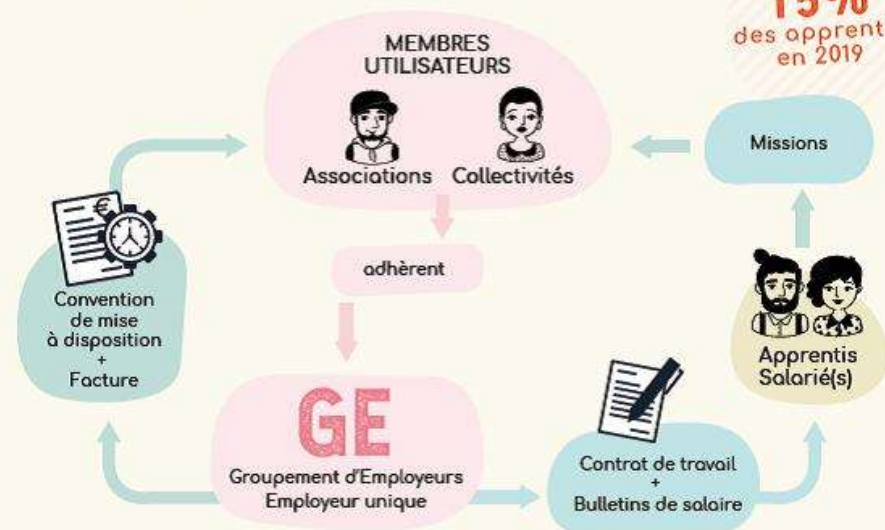 15%
des apprent
en 2019
MEMBRES
UTILISATEURS
Associations Collectivités
Missions
adhèrent
€
Convention
de mise
à disposition
+
Facture
Apprentis
Salarié(s)
GE
Groupement d'Employeurs
Employeur unique
Contrat de travail
+
Bulletins de salaire